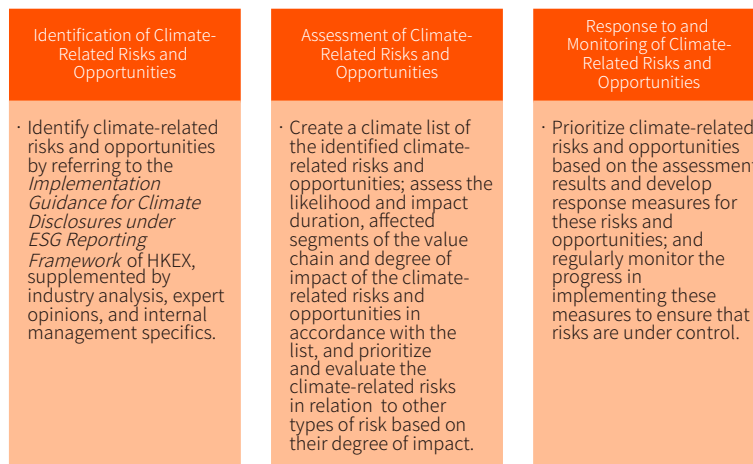 Identification of Climate-
Related Risks and
Opportunities
· Identify climate-related
risks and opportunities
by referring to the
Implementation
Guidance for Climate
Disclosures under
ESG Reporting
Framework of HKEX,
supplemented by
industry analysis, expert
opinions, and internal
management specifics.
Assessment of Climate-
Related Risks and
Opportunities
· Create a climate list of
the identified climate-
related risks and
opportunities; assess the
likelihood and impact
duration, affected
segments of the value
chain and degree of
impact of the climate-
related risks and
opportunities in
accordance with the
list, and prioritize
and evaluate the
climate-related risks
in relation to other
types of risk based on
their degree of impact.
Response to and
Monitoring of Climate-
Related Risks and
Opportunities
· Prioritize climate-related
risks and opportunities
based on the assessment
results and develop
response measures for
these risks and
opportunities; and
regularly monitor the
progress in
implementing these
measures to ensure that
risks are under control.